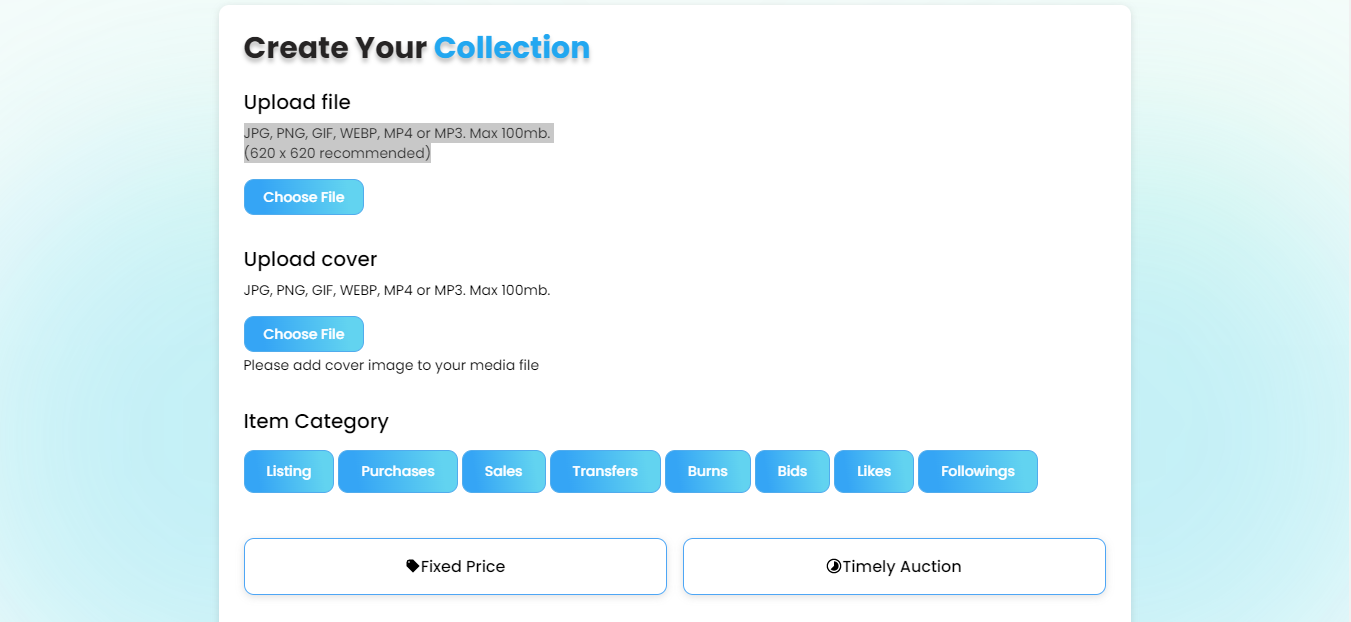 Create Your Collection
Upload file
JPG, PNG, GIF, WEBP, MP4 or MP3. Max 100mb.
(620 x 620 recommended)
Choose File
Upload cover
JPG, PNG, GIF, WEBP, MP4 or MP3. Max 100mb.
Choose File
Please add cover image to your media file
Item Category
Listing Purchases Sales Transfers Burns Bids Likes Followings
Fixed Price Timely Auction